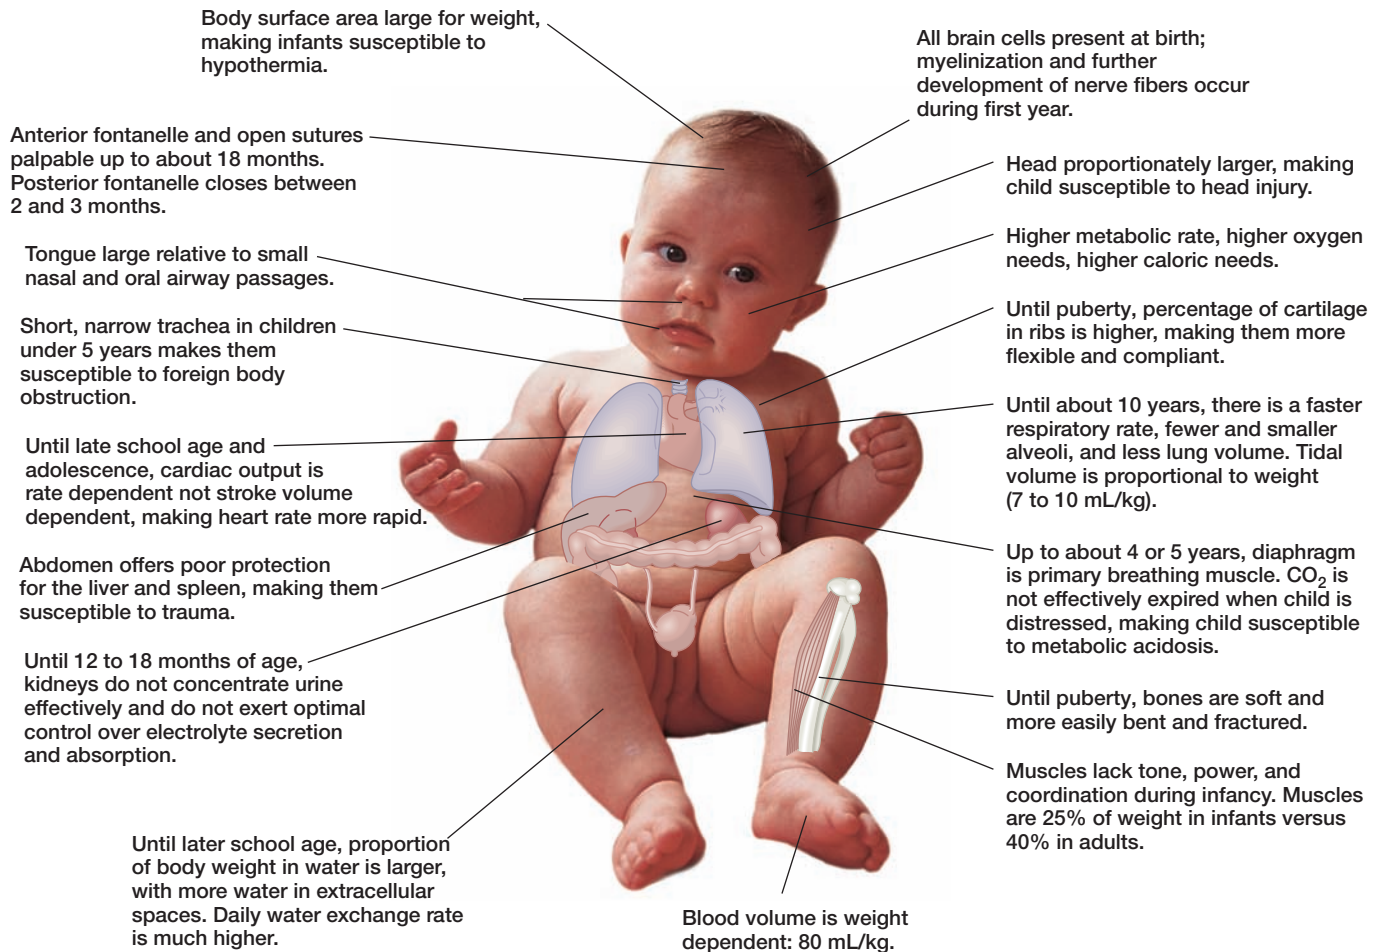 Body surface area large for weight,
making infants susceptible to
hypothermia.
Anterior fontanelle and open sutures
palpable up to about 18 months.
Posterior fontanelle closes between
2 and 3 months.
Tongue large relative to small
nasal and oral airway passages.
Short, narrow trachea in children
under 5 years makes them
susceptible to foreign body
obstruction.
Until late school age and
adolescence, cardiac output is
rate dependent not stroke volume
dependent, making heart rate more rapid.
Abdomen offers poor protection
for the liver and spleen, making them
susceptible to trauma.
Until 12 to 18 months of age,
kidneys do not concentrate urine
effectively and do not exert optimal
control over electrolyte secretion
and absorption.
Until later school age, proportion
of body weight in water is larger,
with more water in extracellular
spaces. Daily water exchange rate
is much higher.
All brain cells present at birth;
myelinization and further
development of nerve fibers occur
during first year.
Head proportionately larger, making
child susceptible to head injury.
Higher metabolic rate, higher oxygen
needs, higher caloric needs.
Until puberty, percentage of cartilage
in ribs is higher, making them more
flexible and compliant.
Until about 10 years, there is a faster
respiratory rate, fewer and smaller
alveoli, and less lung volume. Tidal
volume is proportional to weight
(7 to 10 mL/kg).
Up to about 4 or 5 years, diaphragm
is primary breathing muscle. CO₂ is
not effectively expired when child is
distressed, making child susceptible
to metabolic acidosis.
Until puberty, bones are soft and
more easily bent and fractured.
Muscles lack tone, power, and
coordination during infancy. Muscles
are 25% of weight in infants versus
40% in adults.
Blood volume is weight
dependent: 80 mL/kg.